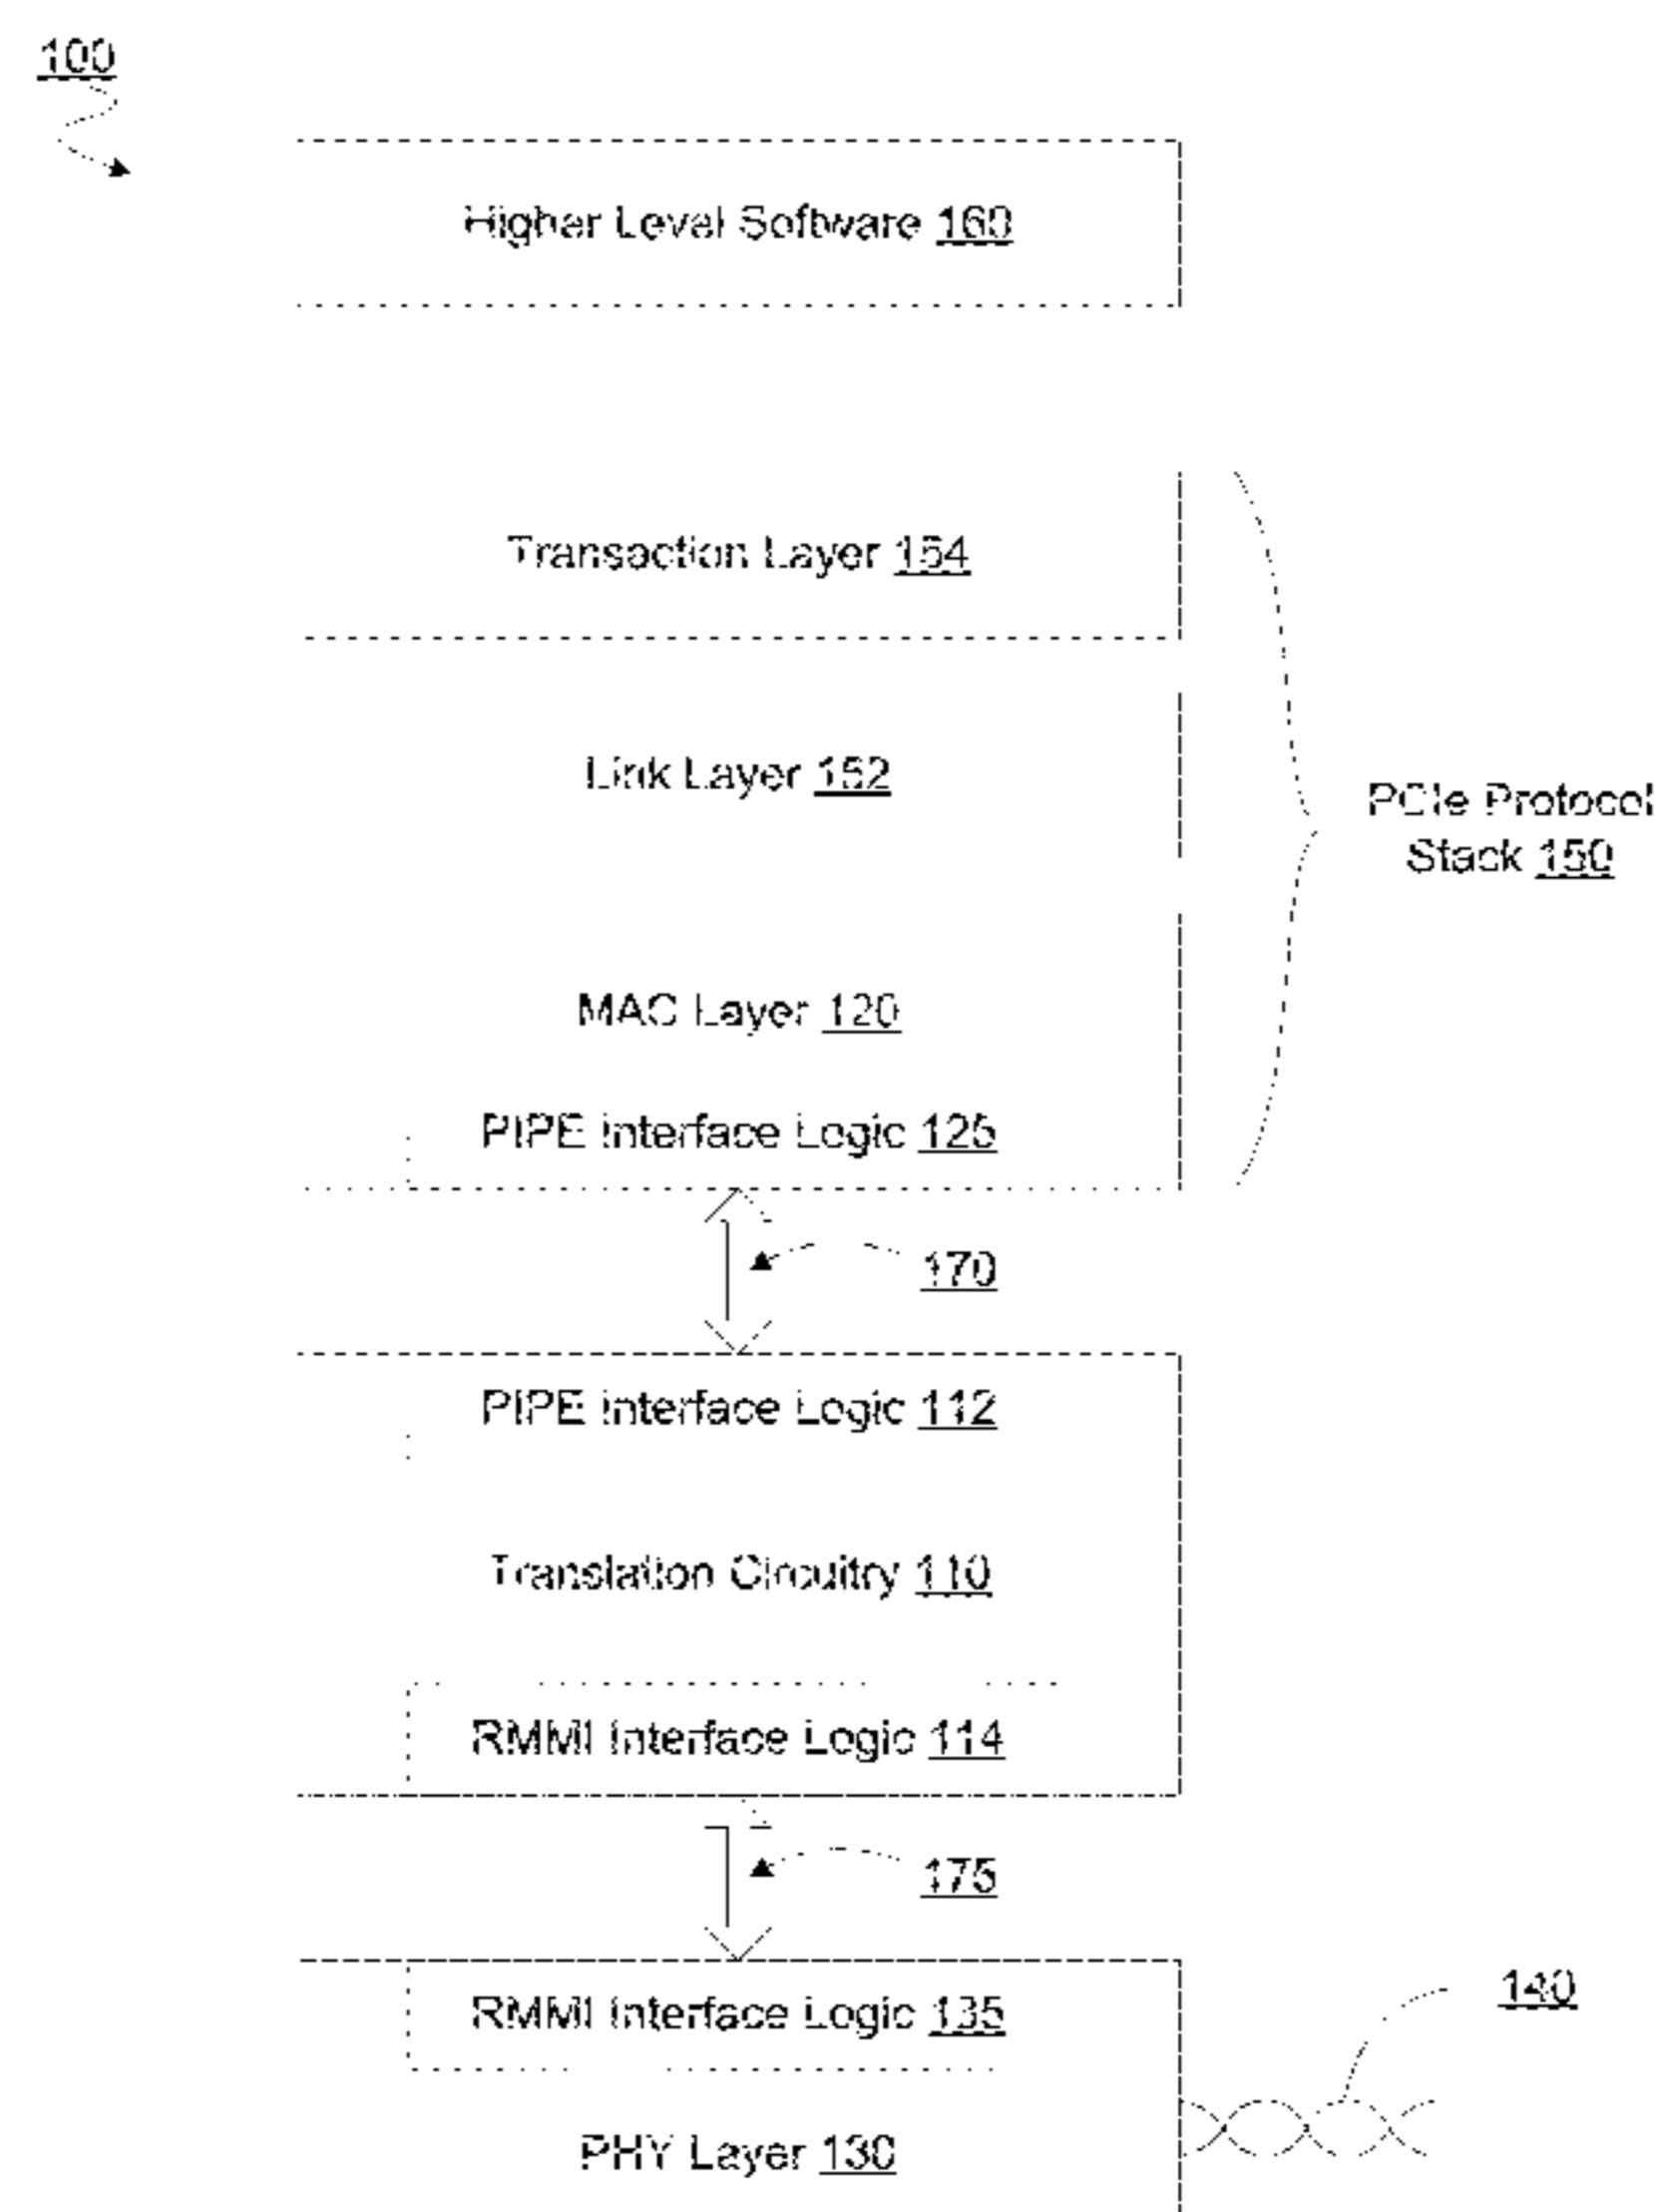 100
Higher Level Software 160
Transaction Layer 154
Link Layer 152
PCIe Protocol
Stack 150
MAC Layer 120
PIPE Interface Logic 125
170
PIPE Interface Logic 112
Translation Circuitry 110
RMMI Interface Logic 114
175
RMMI Interface Logic 135
140
PHY Layer 130